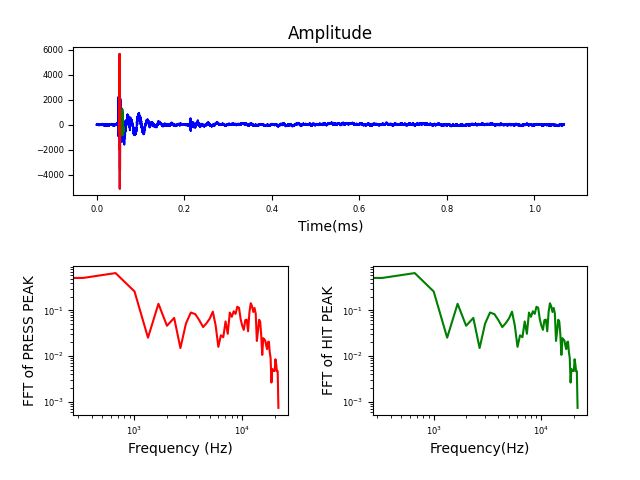 Amplitude
6000
4000
2000
0
−2000
−4000
0.0 0.2 0.4 0.6 0.8 1.0
Time(ms)
FFT of PRESS PEAK
10⁻¹
10⁻²
10⁻³
10³ 10⁴
Frequency (Hz)
FFT of HIT PEAK
10⁻¹
10⁻²
10⁻³
10³ 10⁴
Frequency(Hz)